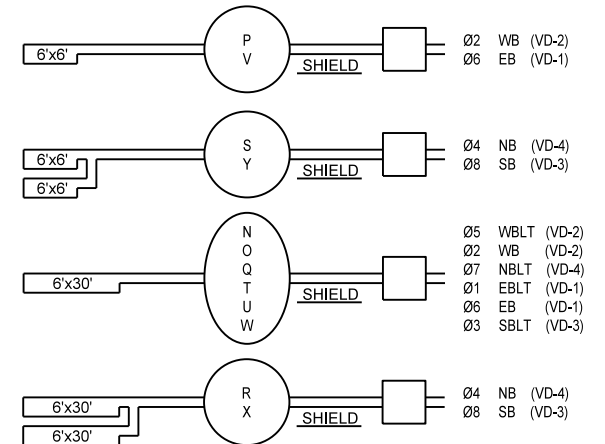 P
V
6'x6'
SHIELD
Ø2 WB (VD-2)
Ø6 EB (VD-1)
S
Y
6'x6'
6'x6'
SHIELD
Ø4 NB (VD-4)
Ø8 SB (VD-3)
N
O
Q
T
U
W
6'x30'
SHIELD
Ø5 WBLT (VD-2)
Ø2 WB (VD-2)
Ø7 NBLT (VD-4)
Ø1 EBLT (VD-1)
Ø6 EB (VD-1)
Ø3 SBLT (VD-3)
R
X
6'x30'
6'x30'
SHIELD
Ø4 NB (VD-4)
Ø8 SB (VD-3)